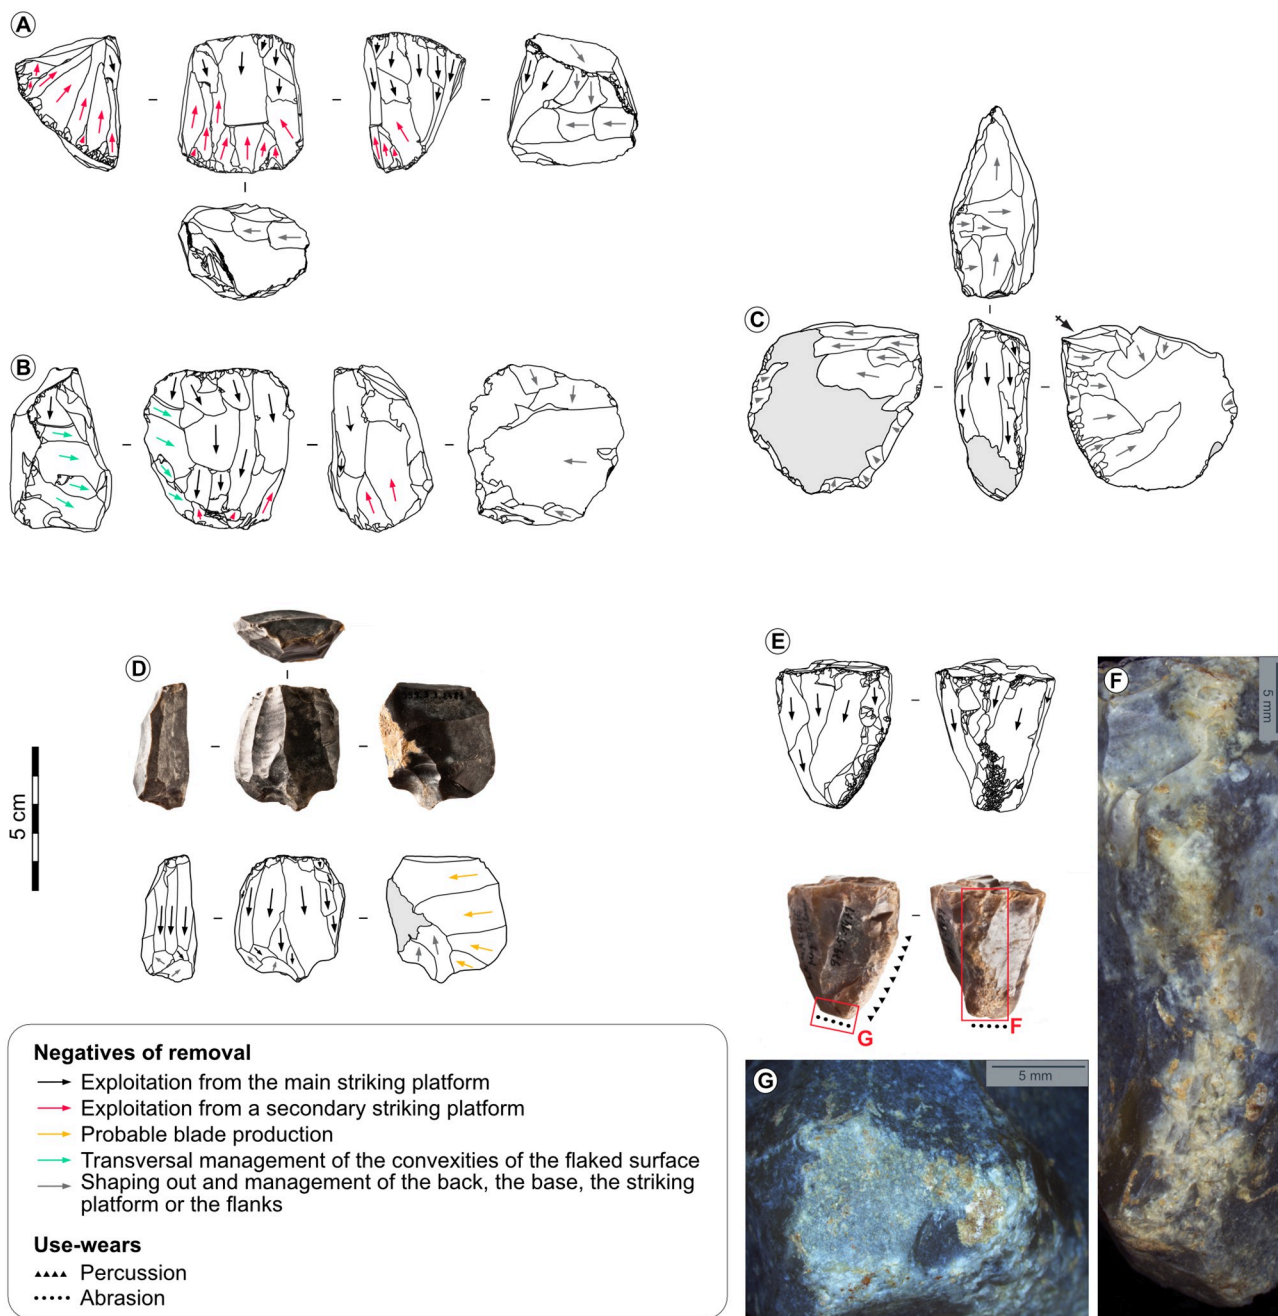 A
B
C
D
E
F
5 mm
5 cm
G
F
G
5 mm
Negatives of removal
Exploitation from the main striking platform
Exploitation from a secondary striking platform
Probable blade production
Transversal management of the convexities of the flaked surface
Shaping out and management of the back, the base, the striking
platform or the flanks
Use-wears
Percussion
Abrasion